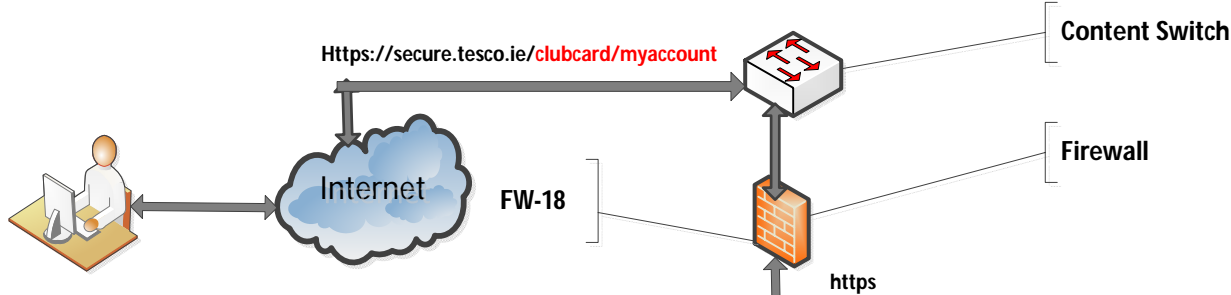 Content Switch
Https://secure.tesco.ie/clubcard/myaccount
Firewall
Internet
FW-18
https